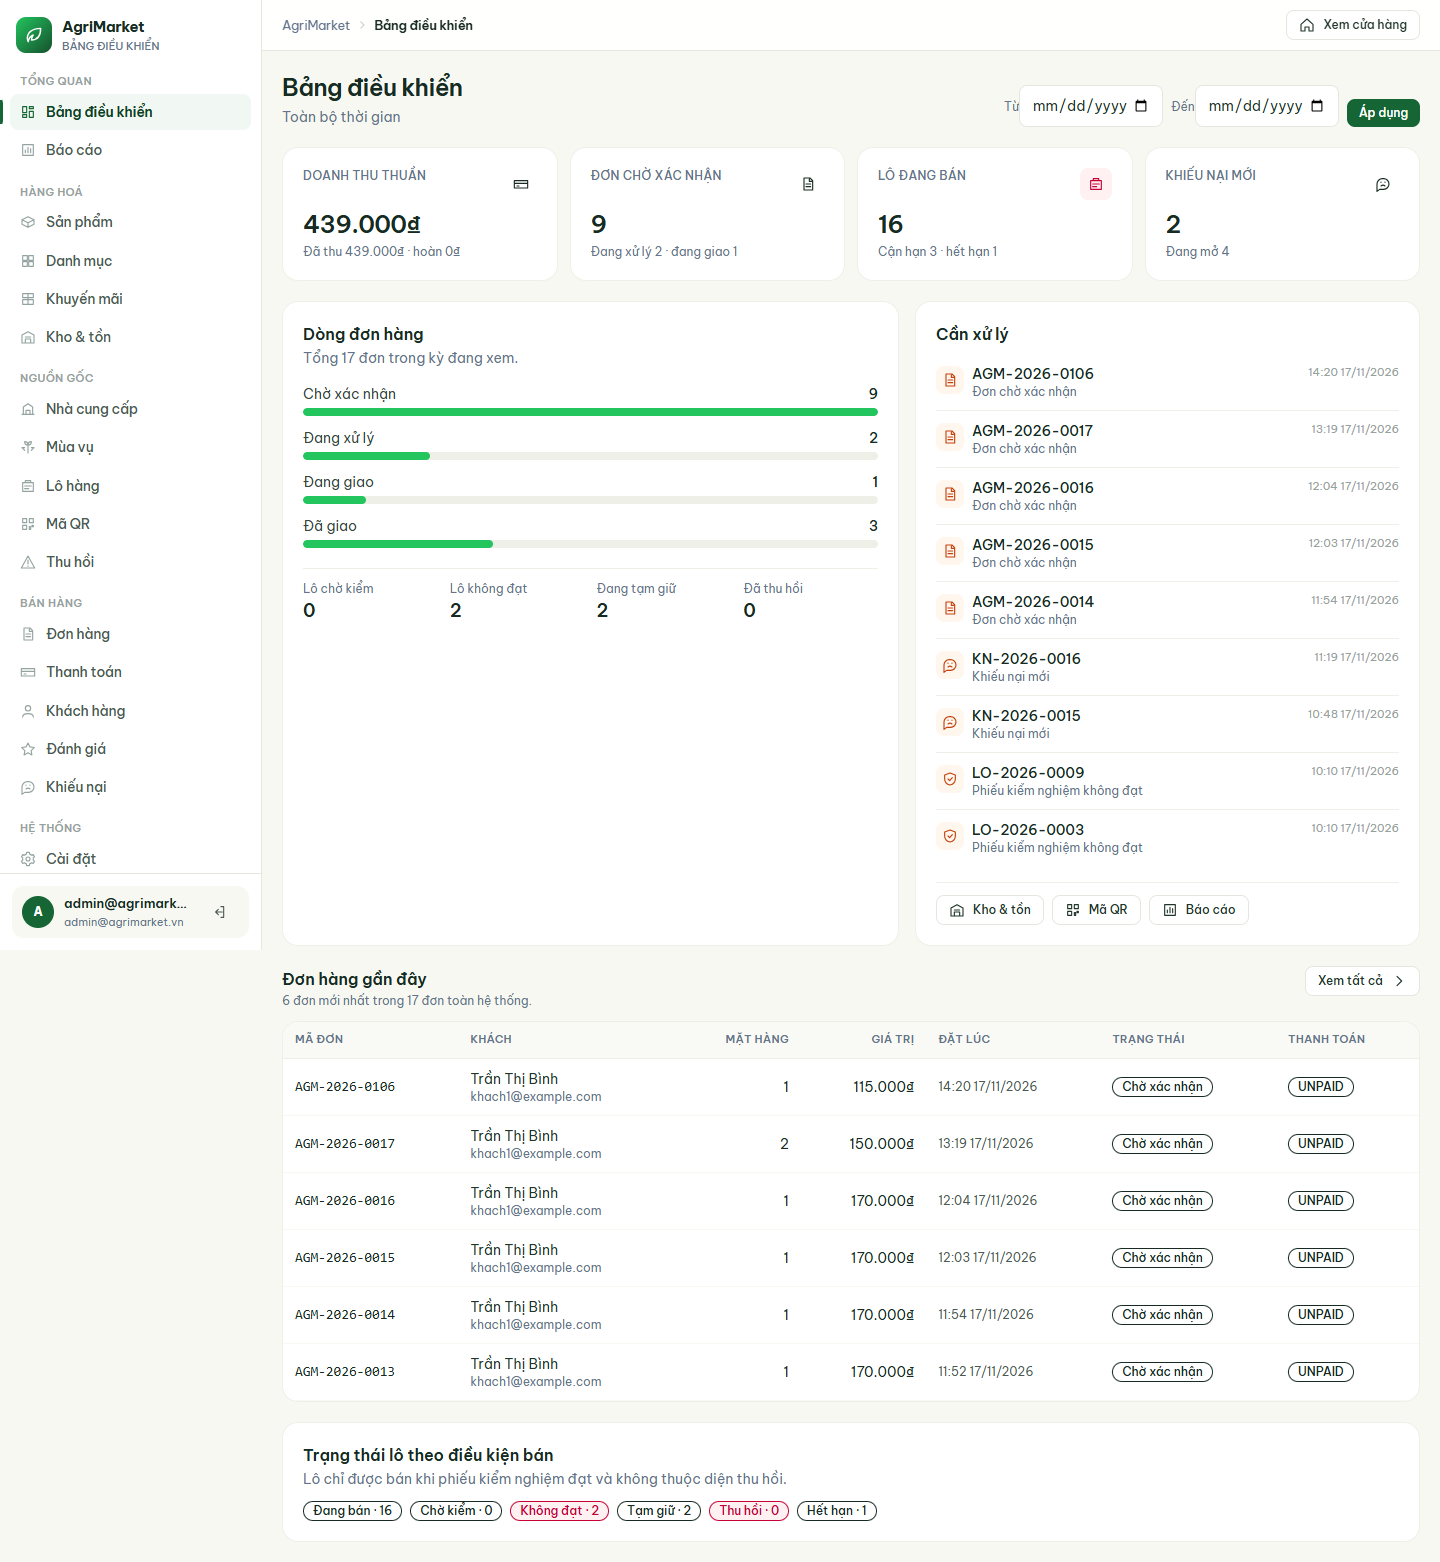 AgriMarket
BẢNG ĐIỀU KHIỂN
TỔNG QUAN
Bảng điều khiển
Báo cáo
HÀNG HOÁ
Sản phẩm
Danh mục
Khuyến mãi
Kho & tồn
NGUỒN GỐC
Nhà cung cấp
Mùa vụ
Lô hàng
Mã QR
Thu hồi
BÁN HÀNG
Đơn hàng
Thanh toán
Khách hàng
Đánh giá
Khiếu nại
HỆ THỐNG
Cài đặt
A
admin@agrimark...
admin@agrimarket.vn
AgriMarket > Bảng điều khiển
Xem cửa hàng
Bảng điều khiển
Toàn bộ thời gian
Từ mm/dd/yyyy Đến mm/dd/yyyy Áp dụng
DOANH THU THUẦN
439.000₫
Đã thu 439.000₫ · hoàn 0₫
ĐƠN CHỜ XÁC NHẬN
9
Đang xử lý 2 · đang giao 1
LÔ ĐANG BÁN
16
Cận hạn 3 · hết hạn 1
KHIẾU NẠI MỚI
2
Đang mở 4
Dòng đơn hàng
Tổng 17 đơn trong kỳ đang xem.
Chờ xác nhận 9
Đang xử lý 2
Đang giao 1
Đã giao 3
Lô chờ kiểm Lô không đạt Đang tạm giữ Đã thu hồi
0 2 2 0
Cần xử lý
AGM-2026-0106 14:20 17/11/2026
Đơn chờ xác nhận
AGM-2026-0017 13:19 17/11/2026
Đơn chờ xác nhận
AGM-2026-0016 12:04 17/11/2026
Đơn chờ xác nhận
AGM-2026-0015 12:03 17/11/2026
Đơn chờ xác nhận
AGM-2026-0014 11:54 17/11/2026
Đơn chờ xác nhận
KN-2026-0016 11:19 17/11/2026
Khiếu nại mới
KN-2026-0015 10:48 17/11/2026
Khiếu nại mới
LO-2026-0009 10:10 17/11/2026
Phiếu kiểm nghiệm không đạt
LO-2026-0003 10:10 17/11/2026
Phiếu kiểm nghiệm không đạt
Kho & tồn Mã QR Báo cáo
Đơn hàng gần đây
6 đơn mới nhất trong 17 đơn toàn hệ thống.
Xem tất cả
MÃ ĐƠN KHÁCH MẶT HÀNG GIÁ TRỊ ĐẶT LÚC TRẠNG THÁI THANH TOÁN
AGM-2026-0106 Trần Thị Bình 1 115.000₫ 14:20 17/11/2026 Chờ xác nhận UNPAID
khach1@example.com
AGM-2026-0017 Trần Thị Bình 2 150.000₫ 13:19 17/11/2026 Chờ xác nhận UNPAID
khach1@example.com
AGM-2026-0016 Trần Thị Bình 1 170.000₫ 12:04 17/11/2026 Chờ xác nhận UNPAID
khach1@example.com
AGM-2026-0015 Trần Thị Bình 1 170.000₫ 12:03 17/11/2026 Chờ xác nhận UNPAID
khach1@example.com
AGM-2026-0014 Trần Thị Bình 1 170.000₫ 11:54 17/11/2026 Chờ xác nhận UNPAID
khach1@example.com
AGM-2026-0013 Trần Thị Bình 1 170.000₫ 11:52 17/11/2026 Chờ xác nhận UNPAID
khach1@example.com
Trạng thái lô theo điều kiện bán
Lô chỉ được bán khi phiếu kiểm nghiệm đạt và không thuộc diện thu hồi.
Đang bán · 16 Chờ kiểm · 0 Không đạt · 2 Tạm giữ · 2 Thu hồi · 0 Hết hạn · 1